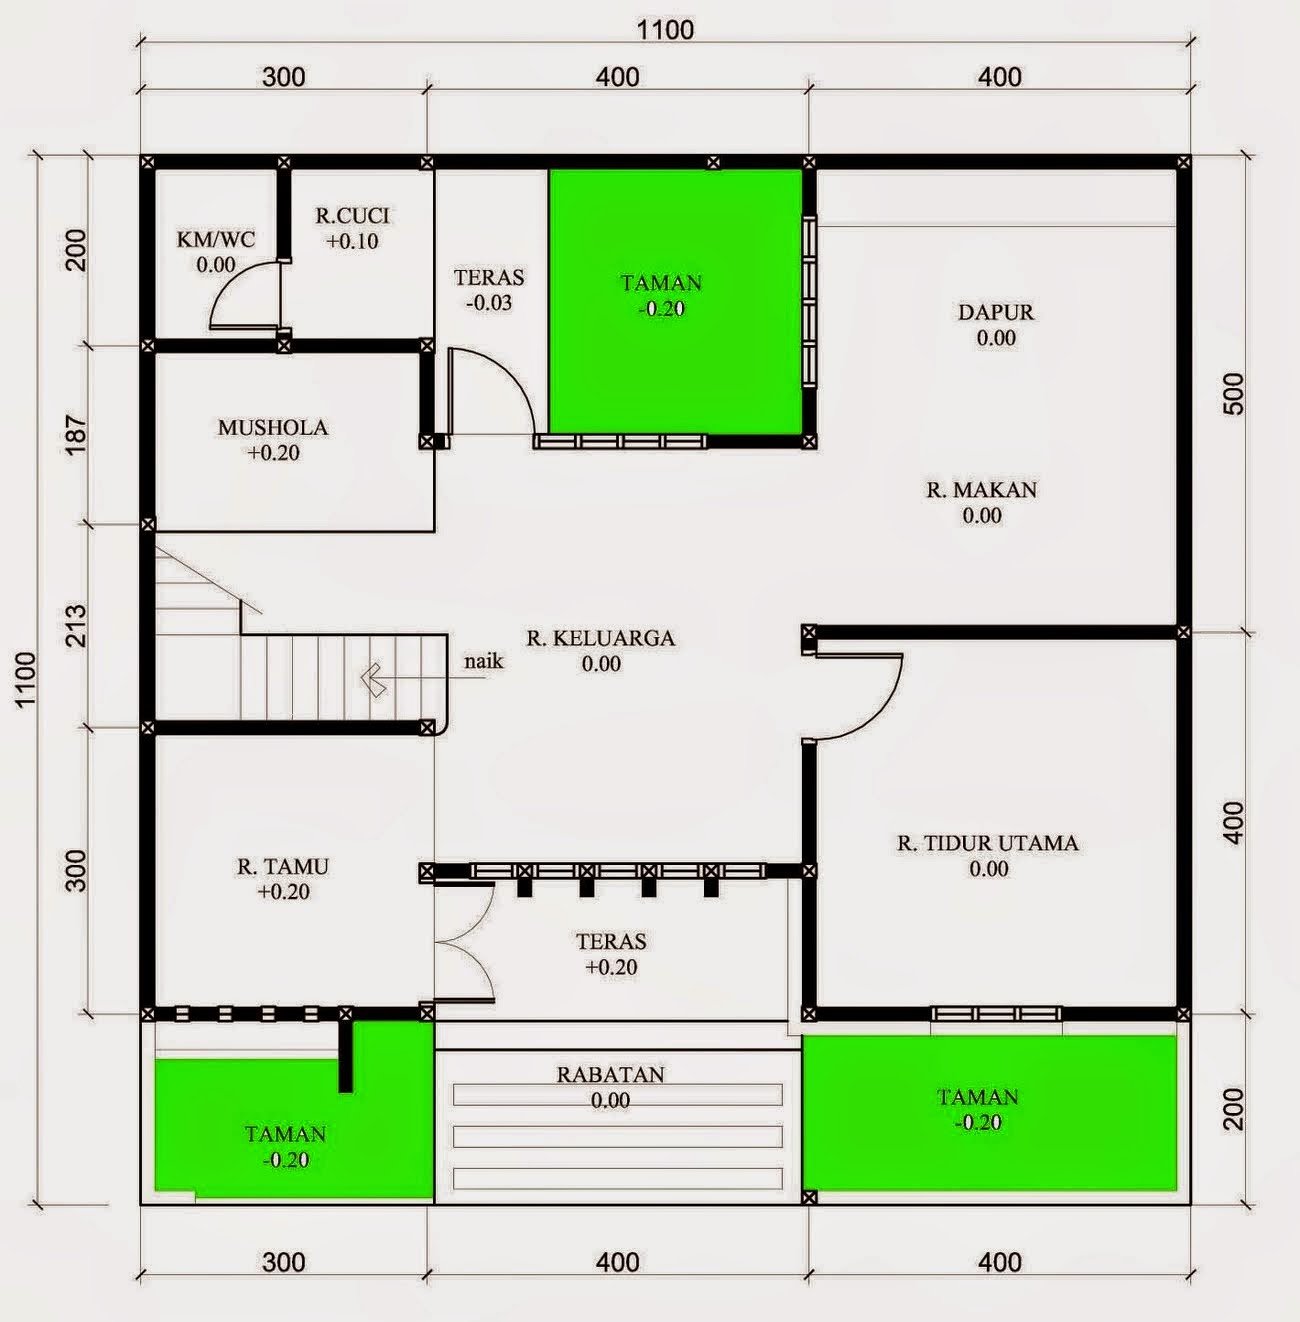 1100
300
400
400
200
187
213
300
1100
500
400
200
KM/WC
0.00
R.CUCI
+0.10
TERAS
-0.03
TAMAN
-0.20
DAPUR
0.00
MUSHOLA
+0.20
R. MAKAN
0.00
R. KELUARGA
0.00
naik
R. TAMU
+0.20
TERAS
+0.20
R. TIDUR UTAMA
0.00
TAMAN
-0.20
RABATAN
0.00
TAMAN
-0.20
300
400
400